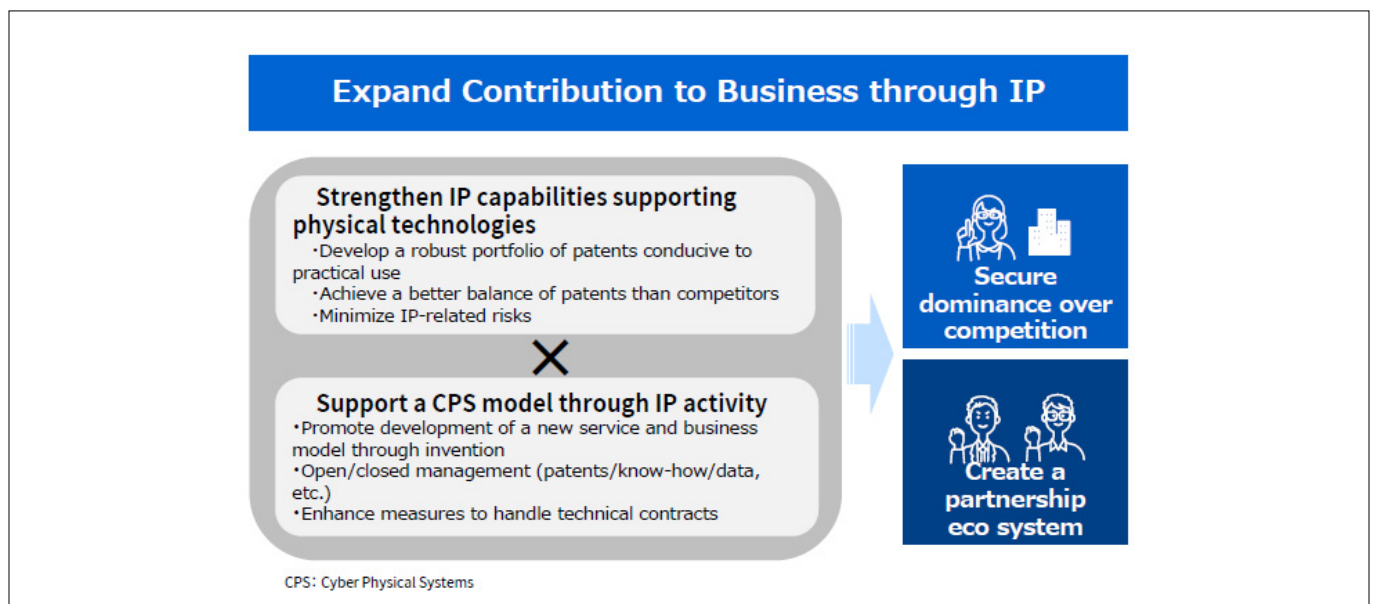 Expand Contribution to Business through IP
Strengthen IP capabilities supporting
physical technologies
・Develop a robust portfolio of patents conducive to
practical use
・Achieve a better balance of patents than competitors
・Minimize IP-related risks
×
Support a CPS model through IP activity
・Promote development of a new service and business
model through invention
・Open/closed management (patents/know-how/data,
etc.)
・Enhance measures to handle technical contracts
Secure
dominance over
competition
Create a
partnership
eco system
CPS: Cyber Physical Systems